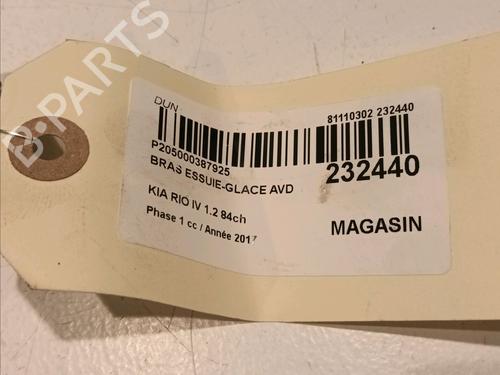 B-PARTS
DUN
81110302 232440
P205000387925
232440
BRAS ESSUIE-GLACE AVD
KIA RIO IV 1.2 84ch
MAGASIN
Phase 1 cc / Année 2017